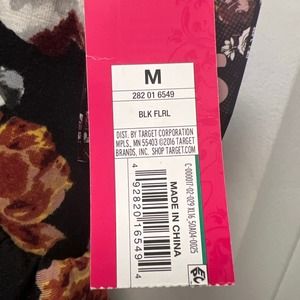 M
282 01 6549
BLK FLRL
DIST. BY TARGET CORPORATION
MPLS, MN 55403 ©2016 TARGET
BRANDS, INC. SHOP TARGET.COM
4 92820 16549 4
MADE IN CHINA